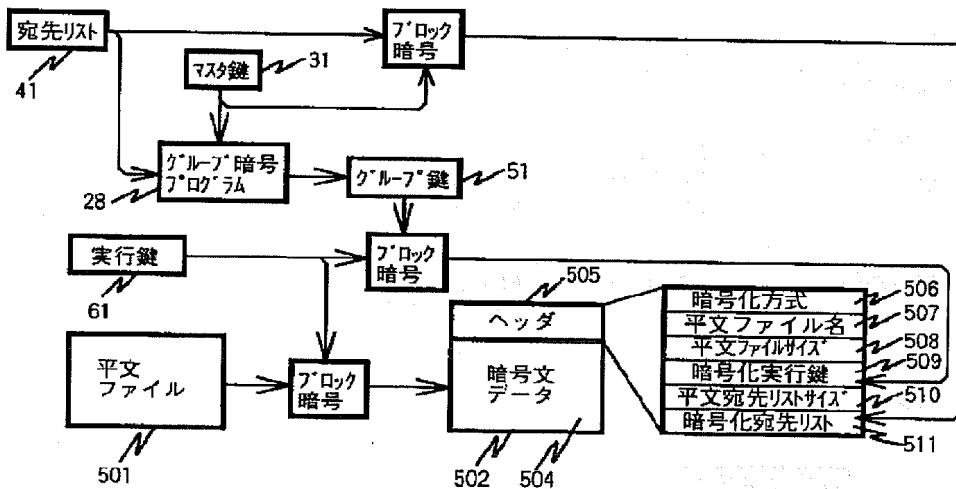 宛先リスト
41
マスタ鍵
31
ブロック
暗号
グループ暗号
プログラム
28
グループ鍵
51
実行鍵
61
ブロック
暗号
平文
ファイル
501
ブロック
暗号
505
ヘッダ
暗号文
データ
502
504
暗号化方式
506
平文ファイル名
507
平文ファイルサイズ
508
暗号化実行鍵
509
平文宛先リストサイズ
510
暗号化宛先リスト
511